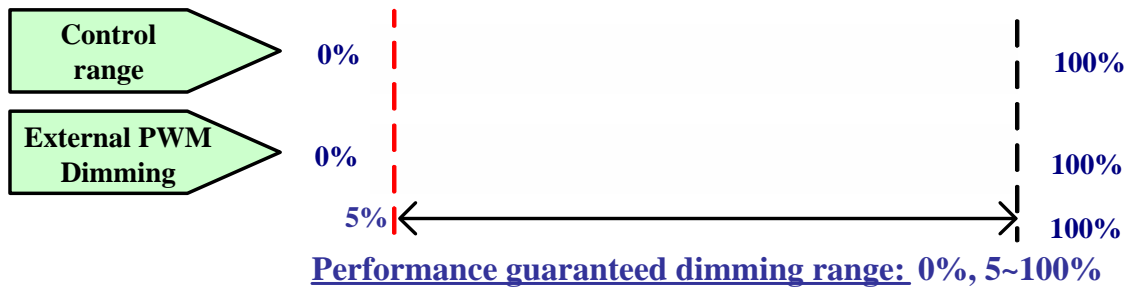 Control
range
0%
100%
External PWM
Dimming
0%
100%
5%
100%
Performance guaranteed dimming range: 0%, 5~100%